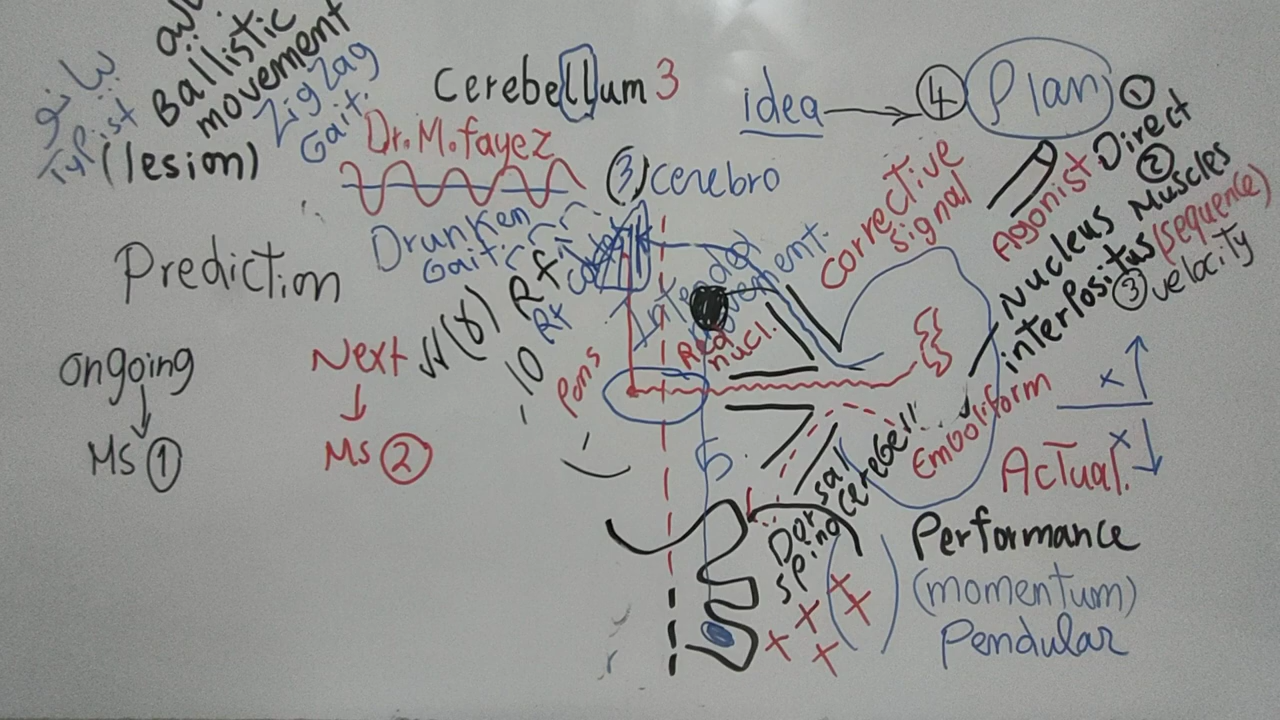 بيانو
Typist
Ballistic
movement
(lesion)
ZigZag
Gait.
Cerebellum 3
Dr. M. fayez
idea → ④ Plan
① Direct
Agonist
② Muscles
(sequence)
③ velocity
③ cerebro
corrective
signal
Drunken
Gait
Prediction
ongoing
MS ①
Next
MS ②
Intended
movement.
Red
nucl.
Pons
Nucleus
interpositus
Emboliform
x
x
Actual.
Performance
(momentum)
Pendular
Dorsal
spinocerebell.